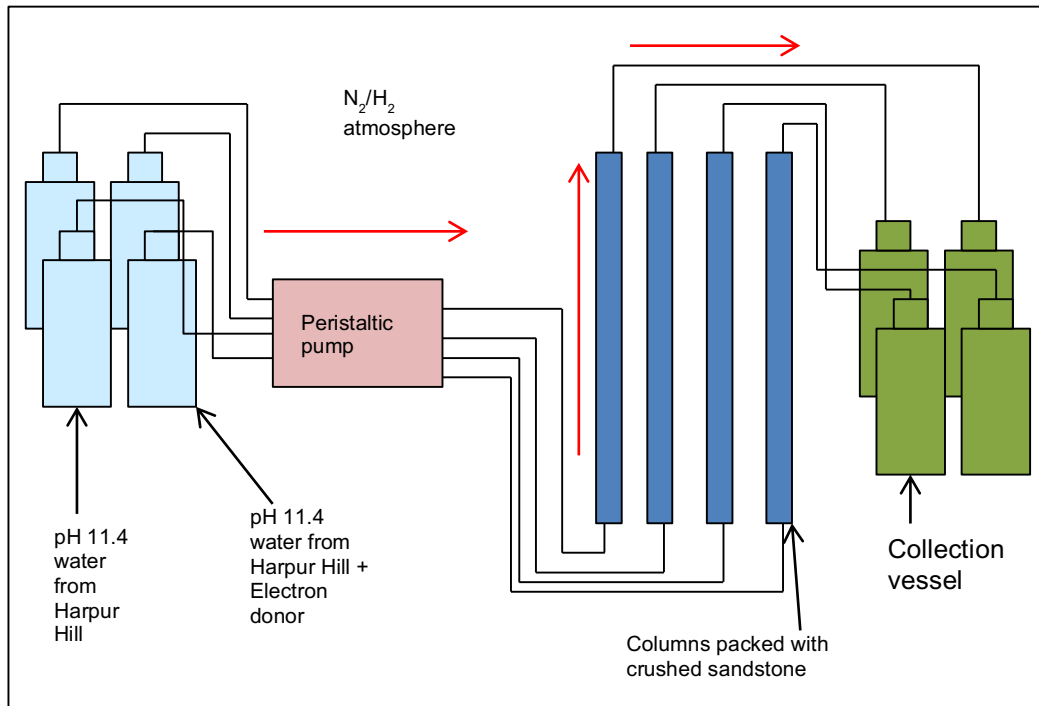 N₂/H₂
atmosphere
Peristaltic
pump
pH 11.4
water
from
Harpur
Hill
pH 11.4
water from
Harpur Hill +
Electron
donor
Collection
vessel
Columns packed with
crushed sandstone